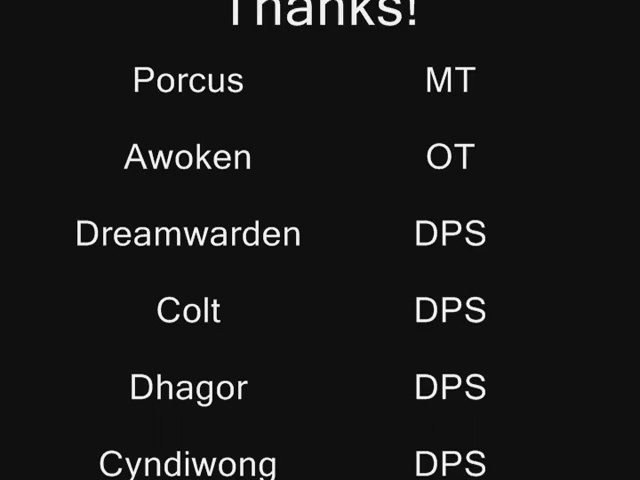 Thanks!
Porcus MT
Awoken OT
Dreamwarden DPS
Colt DPS
Dhagor DPS
Cyndiwong DPS